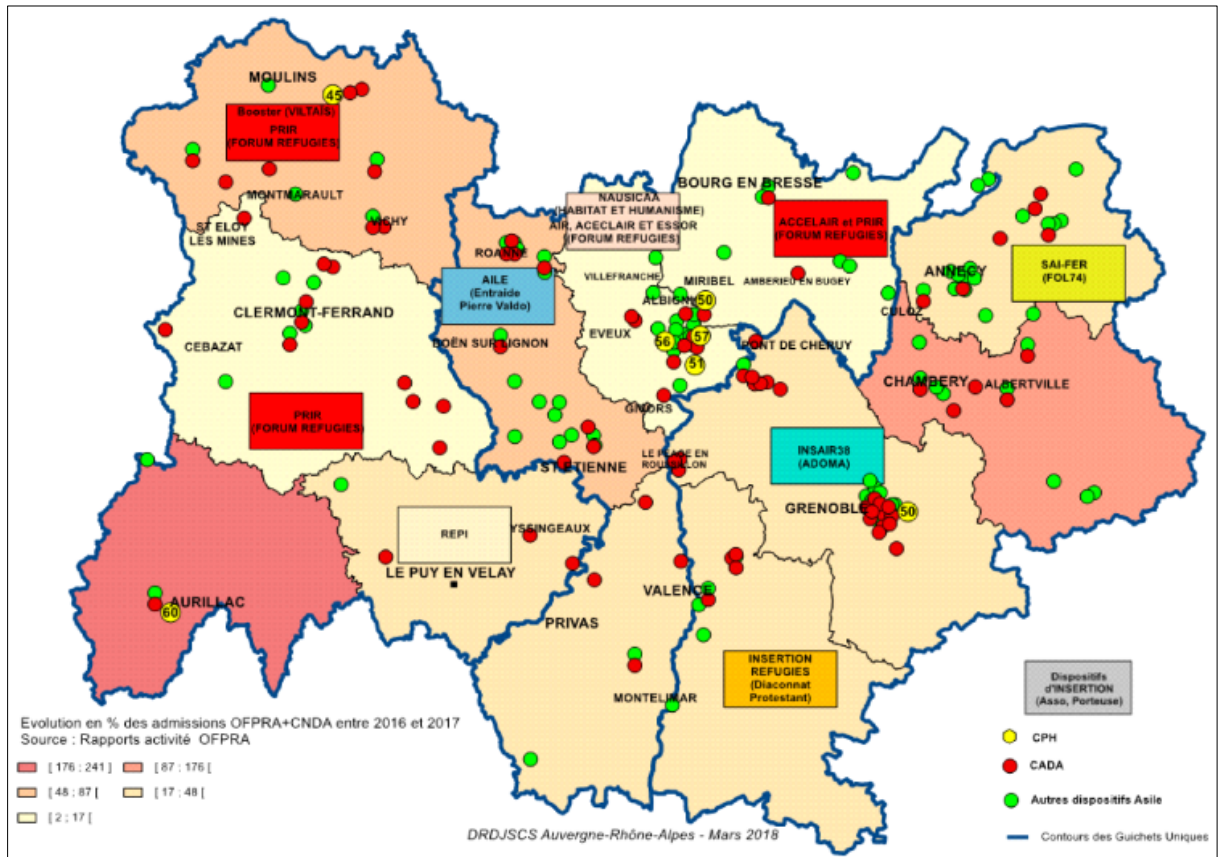 MOULINS
45
Booster (VILTAÏS)
PRIR
(FORUM REFUGIES)
MONTMARAULT
ST ELOY
LES MINES
VICHY
NAUSICAA
(HABITAT ET HUMANISME)
AIR, ACECLAIR et ESSOR
(FORUM REFUGIES)
BOURG EN BRESSE
ACCELAIR et PRIR
(FORUM REFUGIES)
ROANNE
AILE
(Entraide
Pierre Valdo)
VILLEFRANCHE
MIRIBEL
AMBERIEU EN BUGEY
ANNECY
SAI-FER
(FOL74)
CLERMONT-FERRAND
CEBAZAT
BOËN SUR LIGNON
ALBIGNY
50
EVEUX
56
57
51
CULOZ
PONT DE CHERUY
CHAMBERY
ALBERTVILLE
PRIR
(FORUM REFUGIES)
GIVORS
ST ETIENNE
LE PEAGE EN
ROUSSILLON
INSAIR38
(ADOMA)
GRENOBLE
50
REPI
YSSINGEAUX
LE PUY EN VELAY
AURILLAC
60
VALENCE
PRIVAS
MONTELIMAR
INSERTION
REFUGIES
(Diaconnat
Protestant)
Dispositifs
d'INSERTION
(Asso, Porteuse)
CPH
CADA
Autres dispositifs Asile
Contours des Guichets Uniques
Evolution en % des admissions OFPRA+CNDA entre 2016 et 2017
Source : Rapports activité OFPRA
[ 176 ; 241 ]
[ 87 ; 176 [
[ 48 ; 87 [
[ 17 ; 48 [
[ 2 ; 17 [
DRDJSCS Auvergne-Rhône-Alpes - Mars 2018